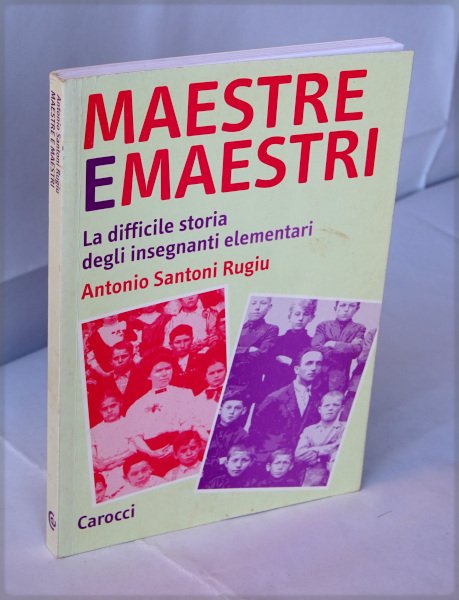 MAESTRE
E MAESTRI
La difficile storia
degli insegnanti elementari
Antonio Santoni Rugiu
Carocci
Antonio Santoni Rugiu
MAESTRE E MAESTRI